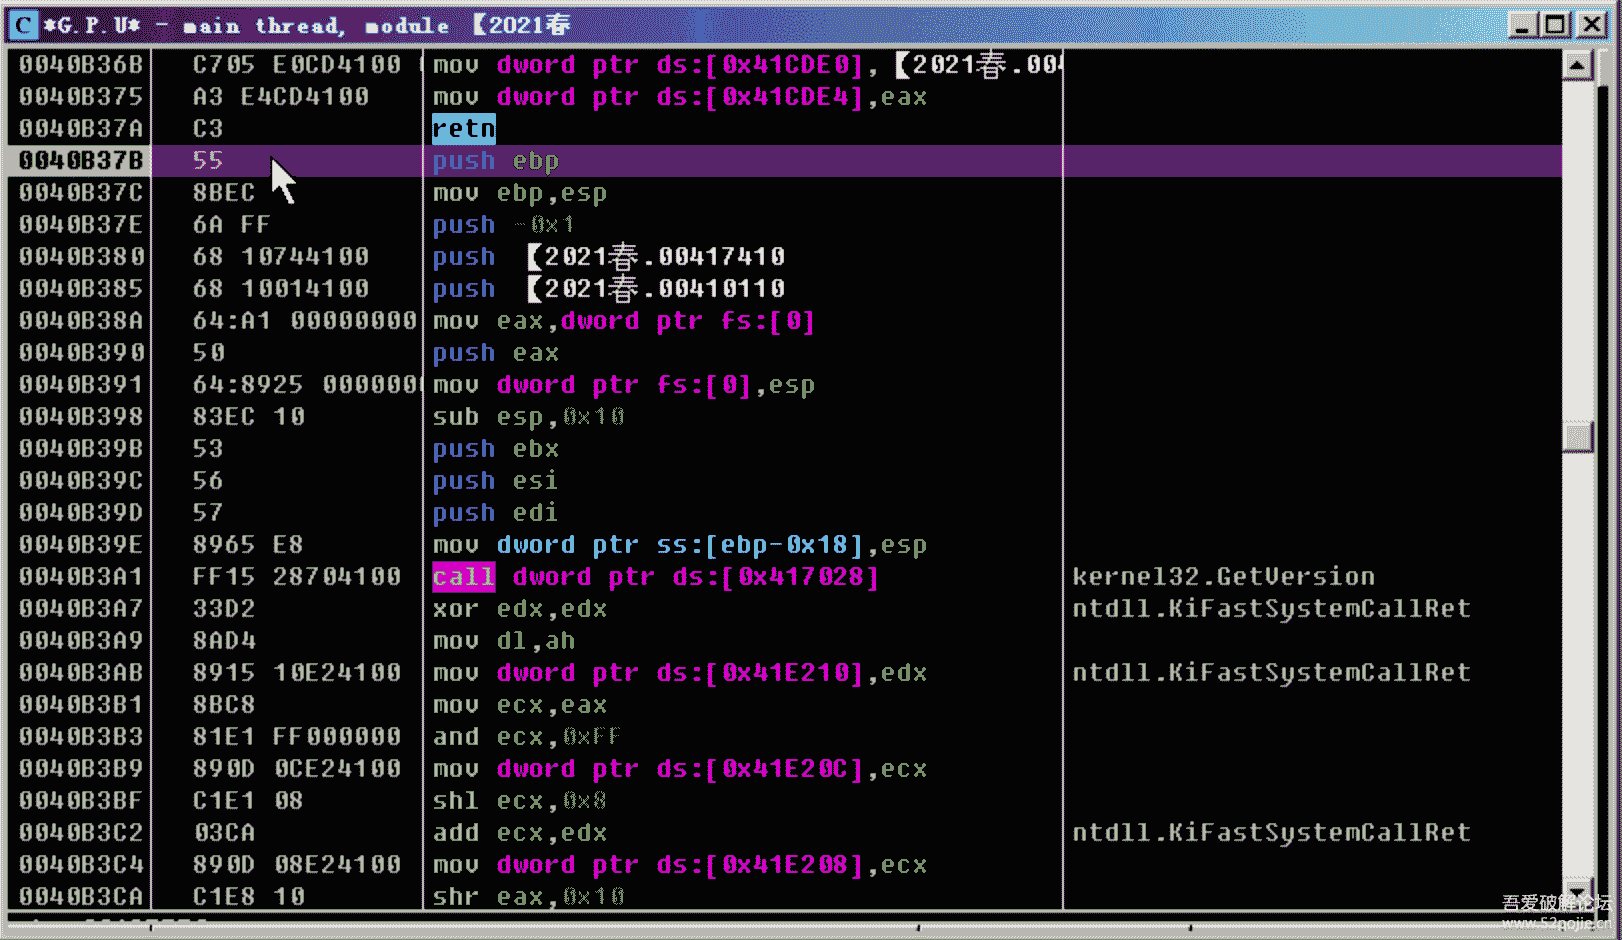 C *G.P.U* - main thread, module 【2021春
0040B36B C705 E0CD4100 mov dword ptr ds:[0x41CDE0],【2021春.004
0040B375 A3 E4CD4100 mov dword ptr ds:[0x41CDE4],eax
0040B37A C3 retn
0040B37B 55 push ebp
0040B37C 8BEC mov ebp,esp
0040B37E 6A FF push -0x1
0040B380 68 10744100 push 【2021春.00417410
0040B385 68 10014100 push 【2021春.00410110
0040B38A 64:A1 00000000 mov eax,dword ptr fs:[0]
0040B390 50 push eax
0040B391 64:8925 0000000 mov dword ptr fs:[0],esp
0040B398 83EC 10 sub esp,0x10
0040B39B 53 push ebx
0040B39C 56 push esi
0040B39D 57 push edi
0040B39E 8965 E8 mov dword ptr ss:[ebp-0x18],esp
0040B3A1 FF15 28704100 call dword ptr ds:[0x417028] kernel32.GetVersion
0040B3A7 33D2 xor edx,edx ntdll.KiFastSystemCallRet
0040B3A9 8AD4 mov dl,ah
0040B3AB 8915 10E24100 mov dword ptr ds:[0x41E210],edx ntdll.KiFastSystemCallRet
0040B3B1 8BC8 mov ecx,eax
0040B3B3 81E1 FF000000 and ecx,0xFF
0040B3B9 890D 0CE24100 mov dword ptr ds:[0x41E20C],ecx
0040B3BF C1E1 08 shl ecx,0x8
0040B3C2 03CA add ecx,edx ntdll.KiFastSystemCallRet
0040B3C4 890D 08E24100 mov dword ptr ds:[0x41E208],ecx
0040B3CA C1E8 10 shr eax,0x10
吾爱破解论坛
www.52pojie.cn